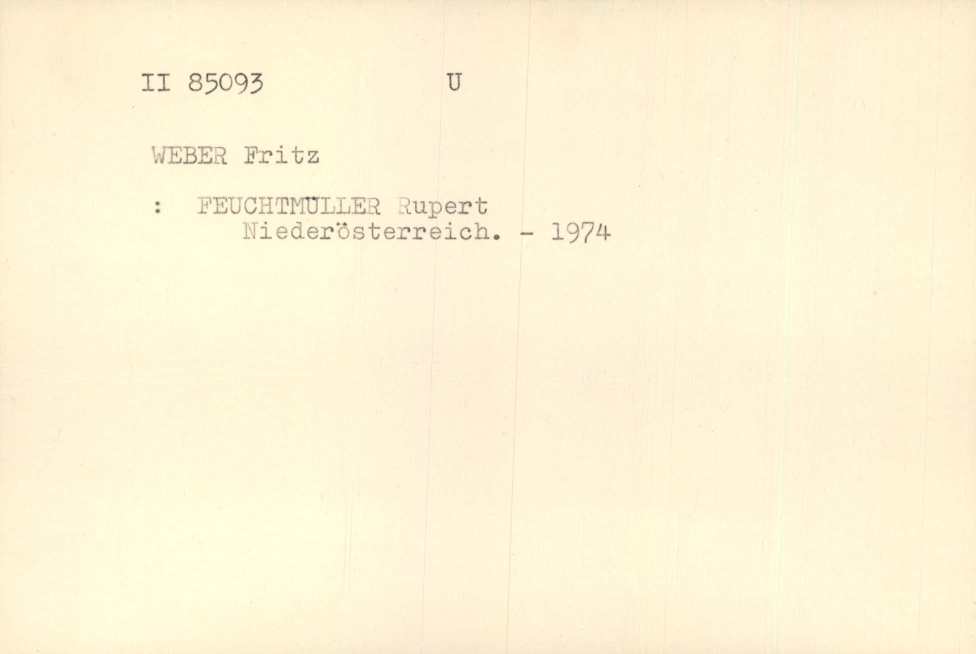 II 85093 U
WEBER Fritz
: FEUCHTMÜLLER Rupert
Niederösterreich. - 1974